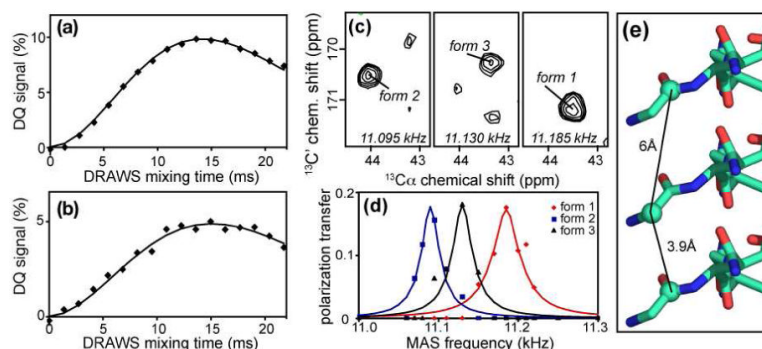 (a)
DQ signal (%)
10
5
0
0 5 10 15 20
DRAWS mixing time (ms)
(b)
DQ signal (%)
5
0
0 5 10 15 20
DRAWS mixing time (ms)
(c)
¹³C' chem. shift (ppm)
170
171
form 2
form 3
form 1
11.095 kHz
11.130 kHz
11.185 kHz
44 43 44 43 44 43
¹³Cα chemical shift (ppm)
(d)
polarization transfer
0.2
0.1
0
form 1
form 2
form 3
11.0 11.1 11.2 11.3
MAS frequency (kHz)
(e)
6Å
3.9Å